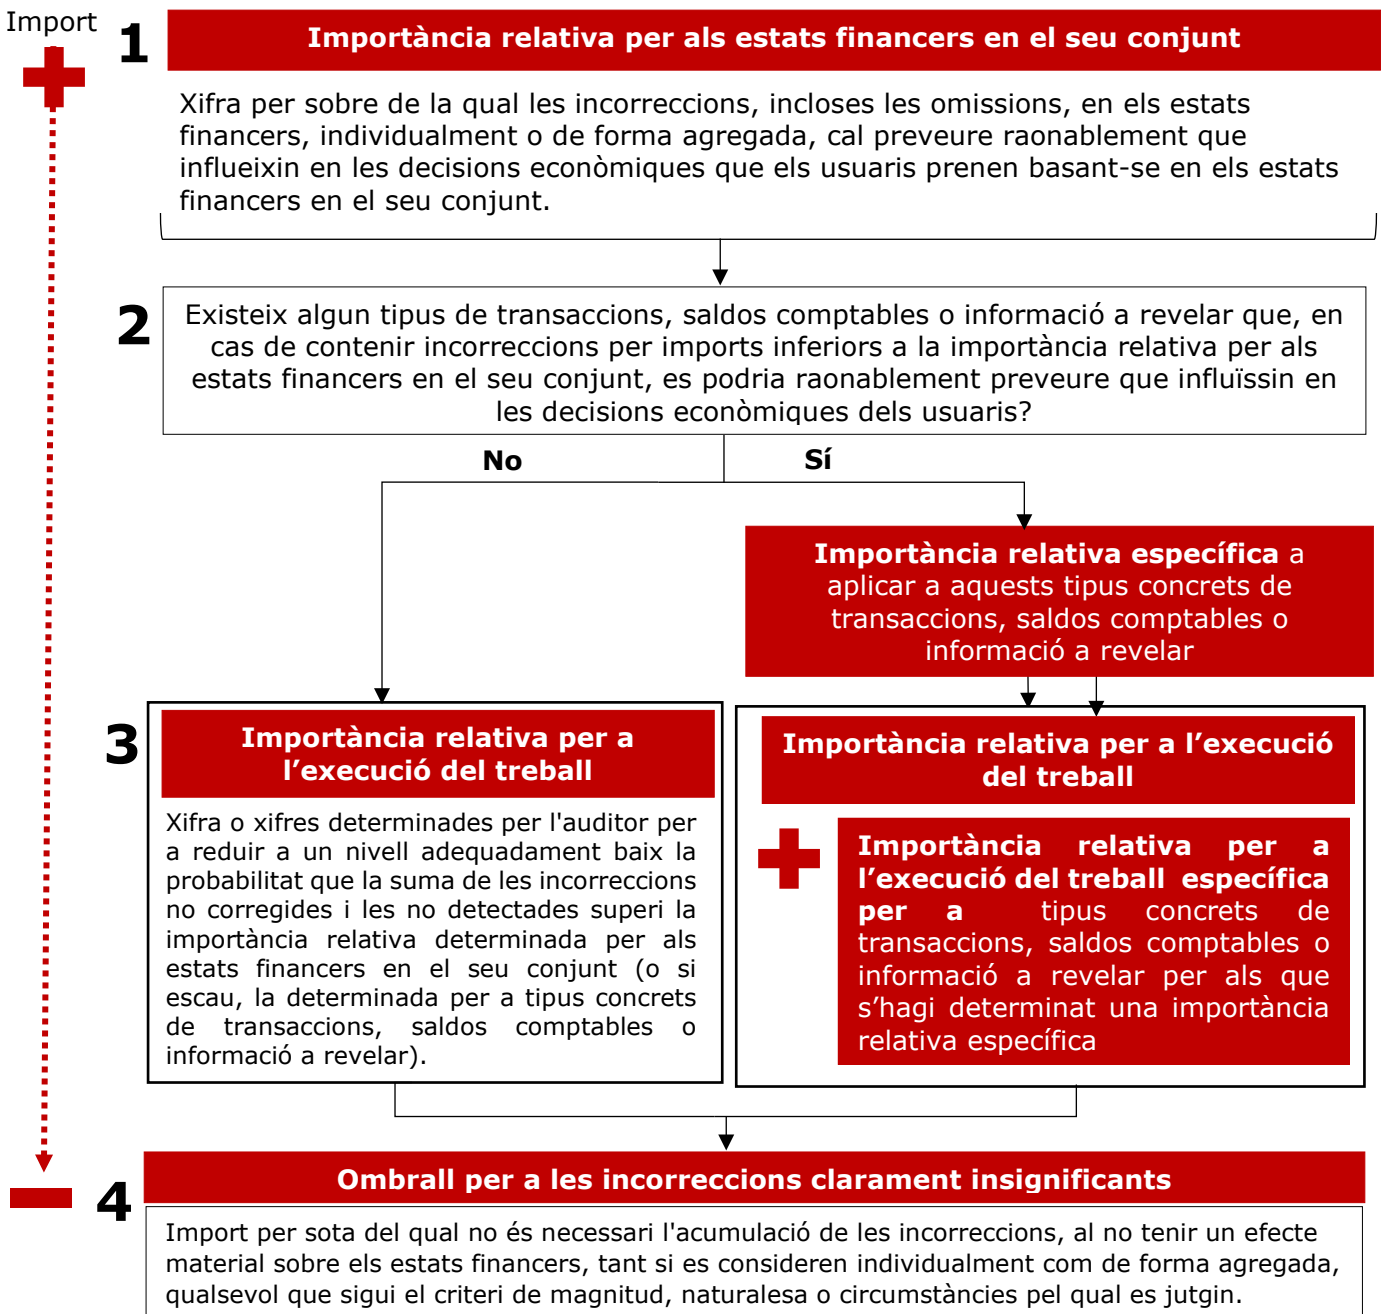 Import
1
Importància relativa per als estats financers en el seu conjunt
Xifra per sobre de la qual les incorreccions, incloses les omissions, en els estats
financers, individualment o de forma agregada, cal preveure raonablement que
influeixin en les decisions econòmiques que els usuaris prenen basant-se en els estats
financers en el seu conjunt.
2
Existeix algun tipus de transaccions, saldos comptables o informació a revelar que, en
cas de contenir incorreccions per imports inferiors a la importància relativa per als
estats financers en el seu conjunt, es podria raonablement preveure que influïssin en
les decisions econòmiques dels usuaris?
No
Sí
Importància relativa específica a
aplicar a aquests tipus concrets de
transaccions, saldos comptables o
informació a revelar
3
Importància relativa per a
l’execució del treball
Xifra o xifres determinades per l'auditor per
a reduir a un nivell adequadament baix la
probabilitat que la suma de les incorreccions
no corregides i les no detectades superi la
importància relativa determinada per als
estats financers en el seu conjunt (o si
escau, la determinada per a tipus concrets
de transaccions, saldos comptables o
informació a revelar).
Importància relativa per a l’execució
del treball
Importància relativa per a
l’execució del treball específica
per a tipus concrets de
transaccions, saldos comptables o
informació a revelar per als que
s’hagi determinat una importància
relativa específica
4
Ombrall per a les incorreccions clarament insignificants
Import per sota del qual no és necessari l'acumulació de les incorreccions, al no tenir un efecte
material sobre els estats financers, tant si es consideren individualment com de forma agregada,
qualsevol que sigui el criteri de magnitud, naturalesa o circumstàncies pel qual es jutgin.